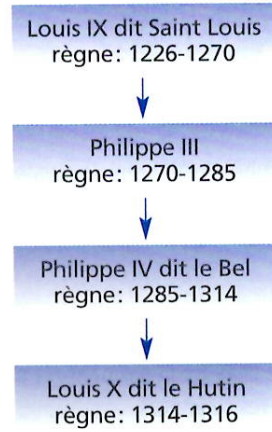 Louis IX dit Saint Louis
règne: 1226-1270
Philippe III
règne: 1270-1285
Philippe IV dit le Bel
règne: 1285-1314
Louis X dit le Hutin
règne: 1314-1316